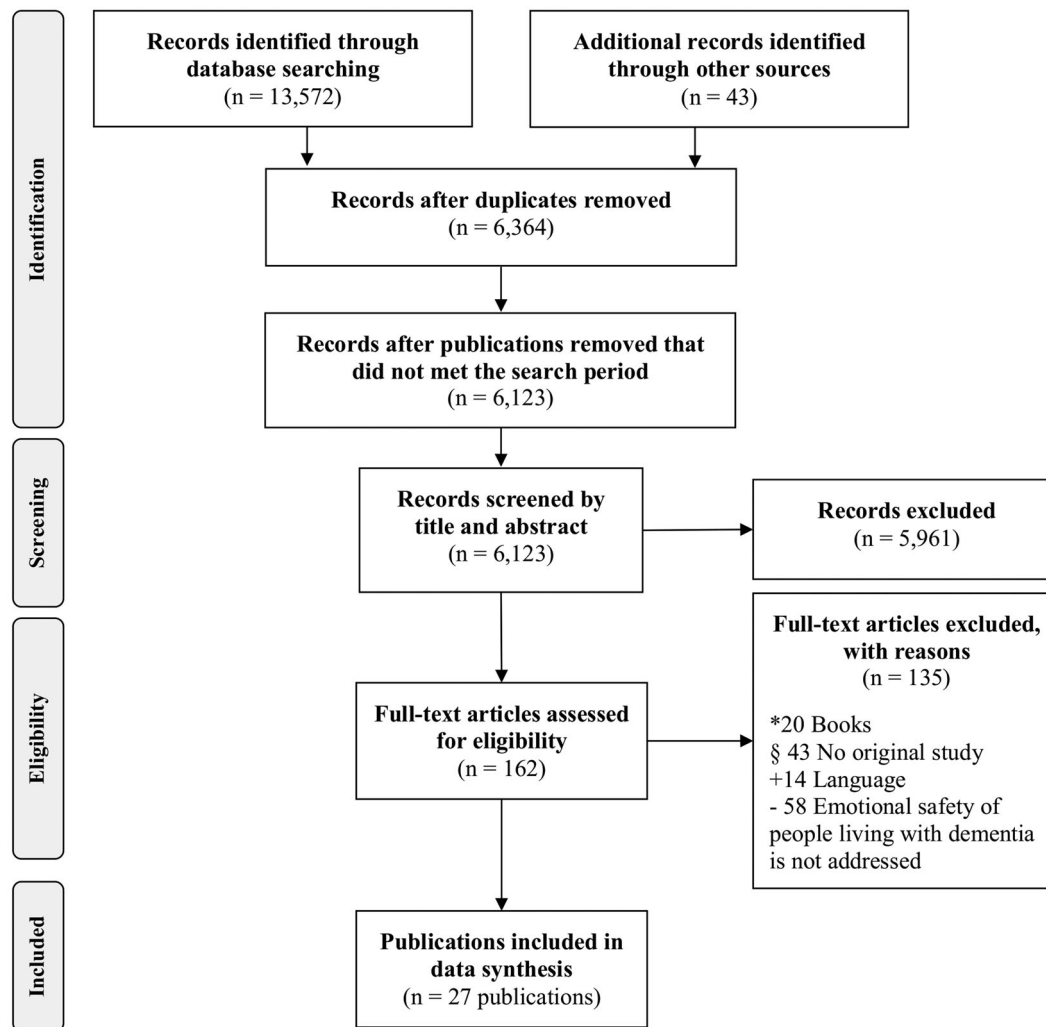 Identification
Records identified through
database searching
(n = 13,572)
Additional records identified
through other sources
(n = 43)
Records after duplicates removed
(n = 6,364)
Records after publications removed that
did not met the search period
(n = 6,123)
Screening
Records screened by
title and abstract
(n = 6,123)
Records excluded
(n = 5,961)
Eligibility
Full-text articles assessed
for eligibility
(n = 162)
Full-text articles excluded,
with reasons
(n = 135)
*20 Books
§ 43 No original study
+14 Language
- 58 Emotional safety of
people living with dementia
is not addressed
Included
Publications included in
data synthesis
(n = 27 publications)